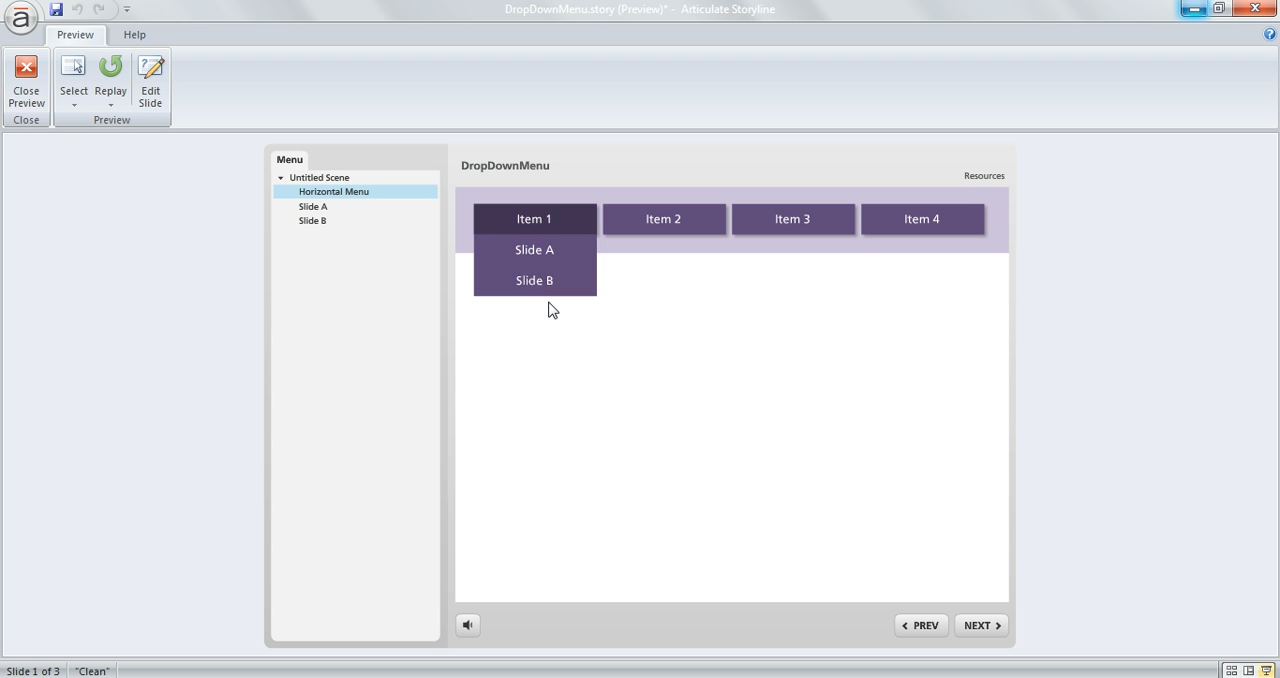 DropDownMenu.story (Preview)* - Articulate Storyline
Preview
Help
Close Preview
Select
Replay
Edit Slide
Close
Preview
Menu
Untitled Scene
Horizontal Menu
Slide A
Slide B
DropDownMenu
Resources
Item 1
Item 2
Item 3
Item 4
Slide A
Slide B
PREV
NEXT
Slide 1 of 3
"Clean"